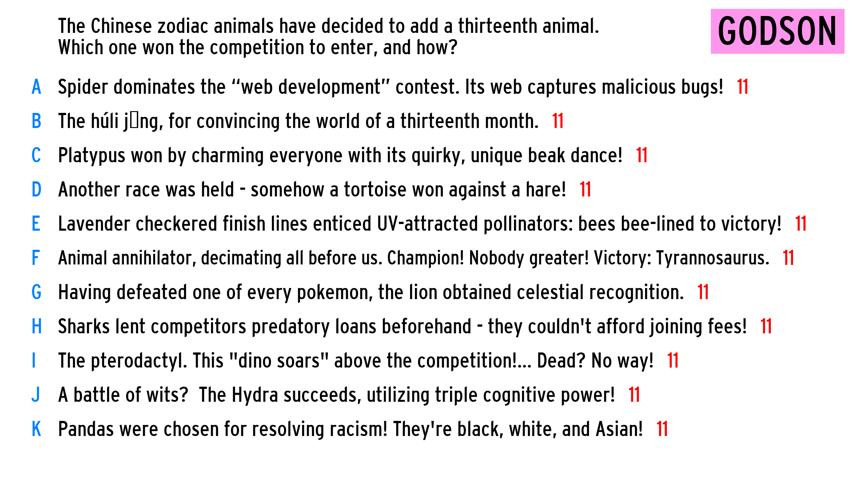 The Chinese zodiac animals have decided to add a thirteenth animal.
Which one won the competition to enter, and how?
GODSON
A Spider dominates the “web development” contest. Its web captures malicious bugs! 11
B The húli j▯ng, for convincing the world of a thirteenth month. 11
C Platypus won by charming everyone with its quirky, unique beak dance! 11
D Another race was held - somehow a tortoise won against a hare! 11
E Lavender checkered finish lines enticed UV-attracted pollinators: bees bee-lined to victory! 11
F Animal annihilator, decimating all before us. Champion! Nobody greater! Victory: Tyrannosaurus. 11
G Having defeated one of every pokemon, the lion obtained celestial recognition. 11
H Sharks lent competitors predatory loans beforehand - they couldn't afford joining fees! 11
I The pterodactyl. This "dino soars" above the competition!... Dead? No way! 11
J A battle of wits? The Hydra succeeds, utilizing triple cognitive power! 11
K Pandas were chosen for resolving racism! They're black, white, and Asian! 11